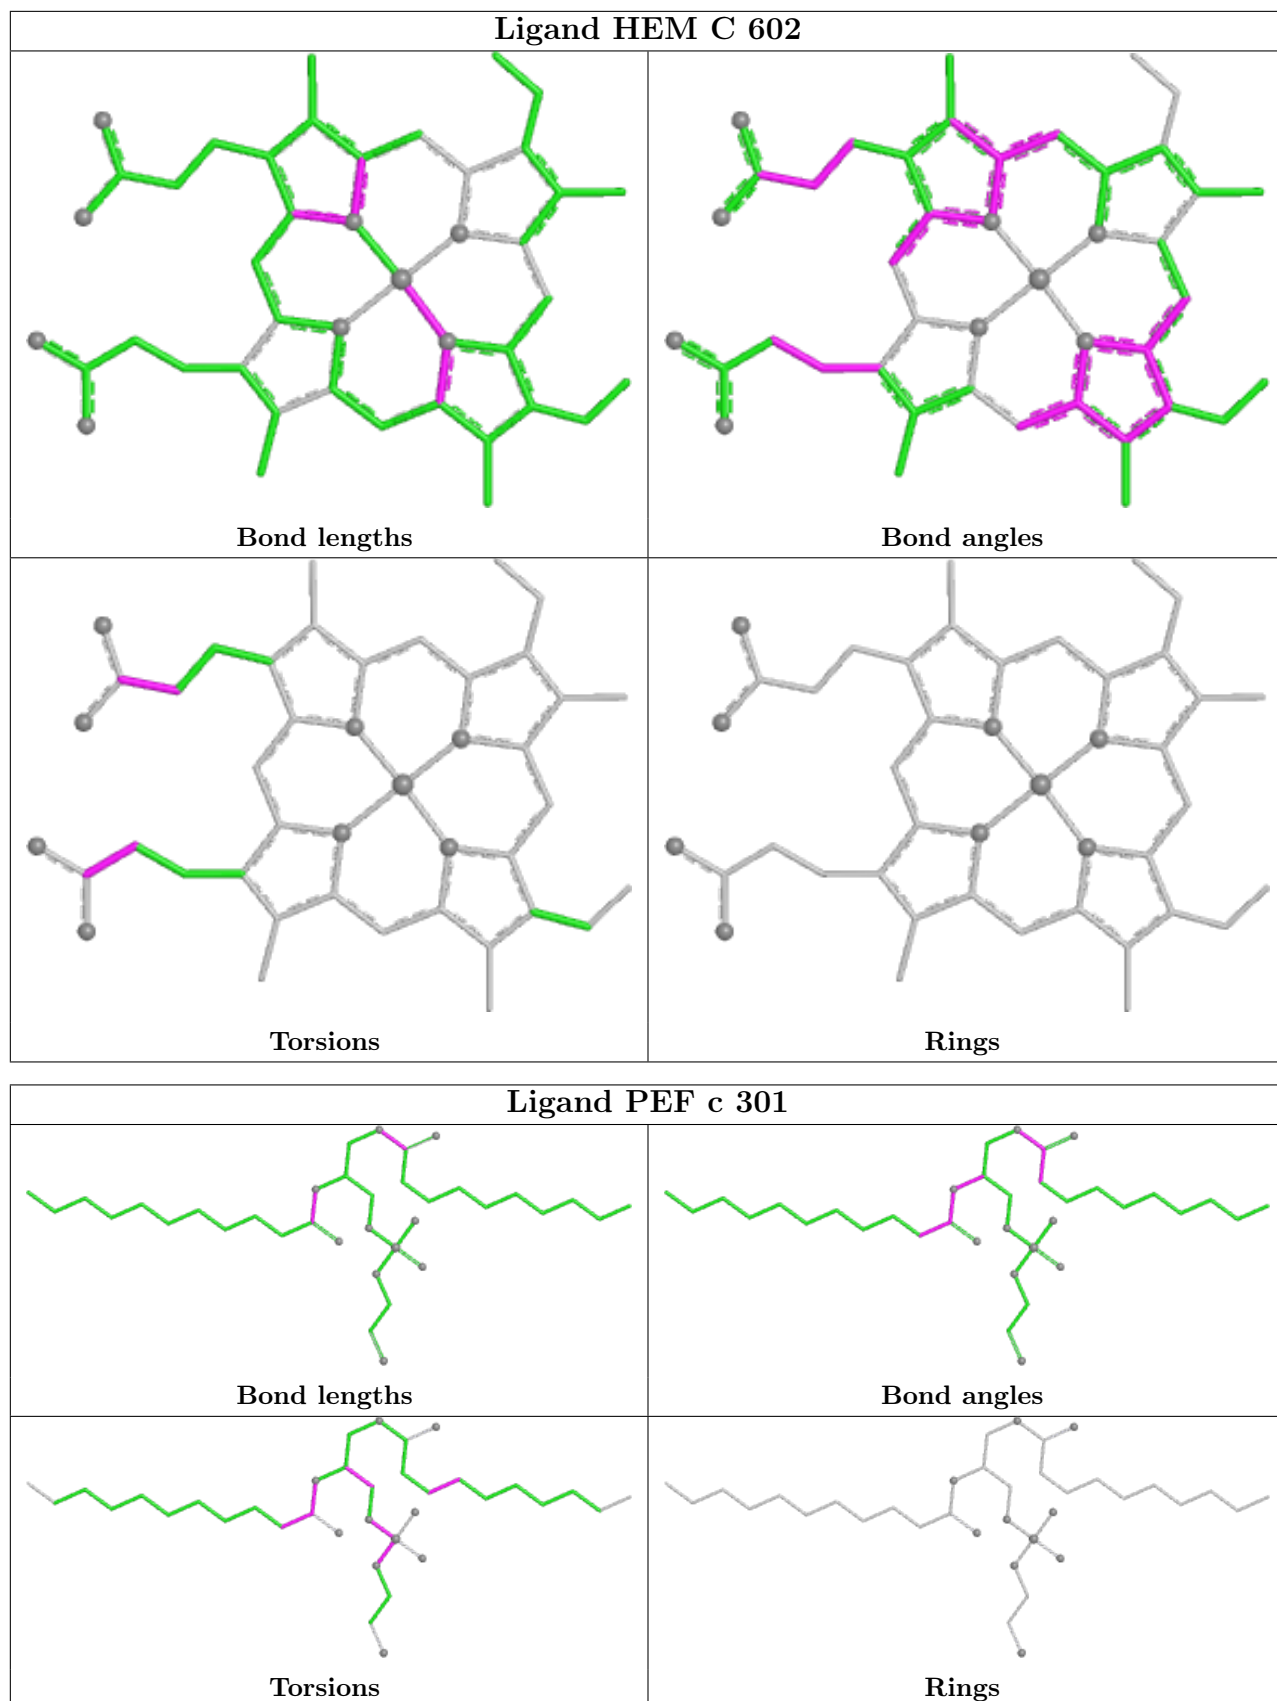 Ligand HEM C 602
Bond lengths
Bond angles
Torsions
Rings
Ligand PEF c 301
Bond lengths
Bond angles
Torsions
Rings